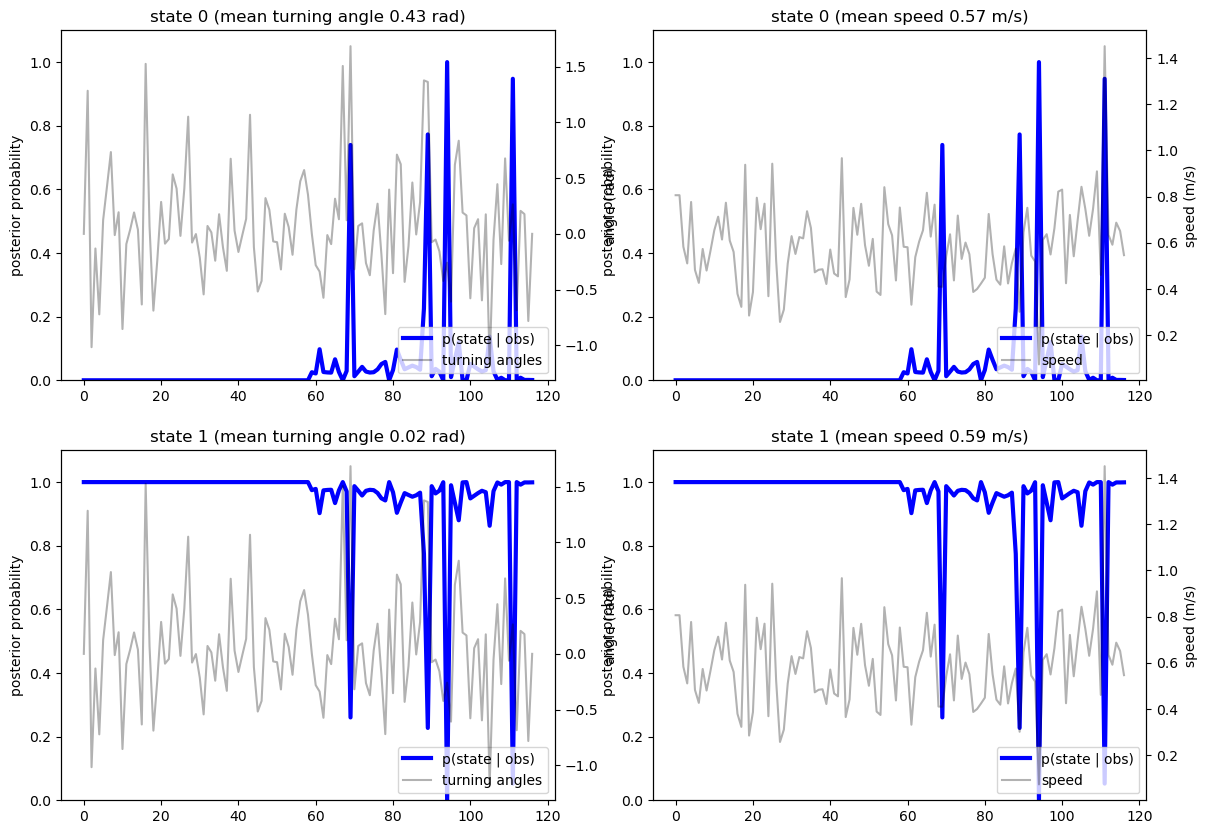 state 0 (mean turning angle 0.43 rad)
posterior probability
1.0
0.8
0.6
0.4
0.2
0.0
0 20 40 60 80 100 120
1.5
1.0
0.5
0.0
−0.5
−1.0
angle (rad)
p(state | obs)
turning angles
state 0 (mean speed 0.57 m/s)
posterior probability
1.0
0.8
0.6
0.4
0.2
0.0
0 20 40 60 80 100 120
1.4
1.2
1.0
0.8
0.6
0.4
0.2
speed (m/s)
p(state | obs)
speed
state 1 (mean turning angle 0.02 rad)
posterior probability
1.0
0.8
0.6
0.4
0.2
0.0
0 20 40 60 80 100 120
1.5
1.0
0.5
0.0
−0.5
−1.0
angle (rad)
p(state | obs)
turning angles
state 1 (mean speed 0.59 m/s)
posterior probability
1.0
0.8
0.6
0.4
0.2
0.0
0 20 40 60 80 100 120
1.4
1.2
1.0
0.8
0.6
0.4
0.2
speed (m/s)
p(state | obs)
speed